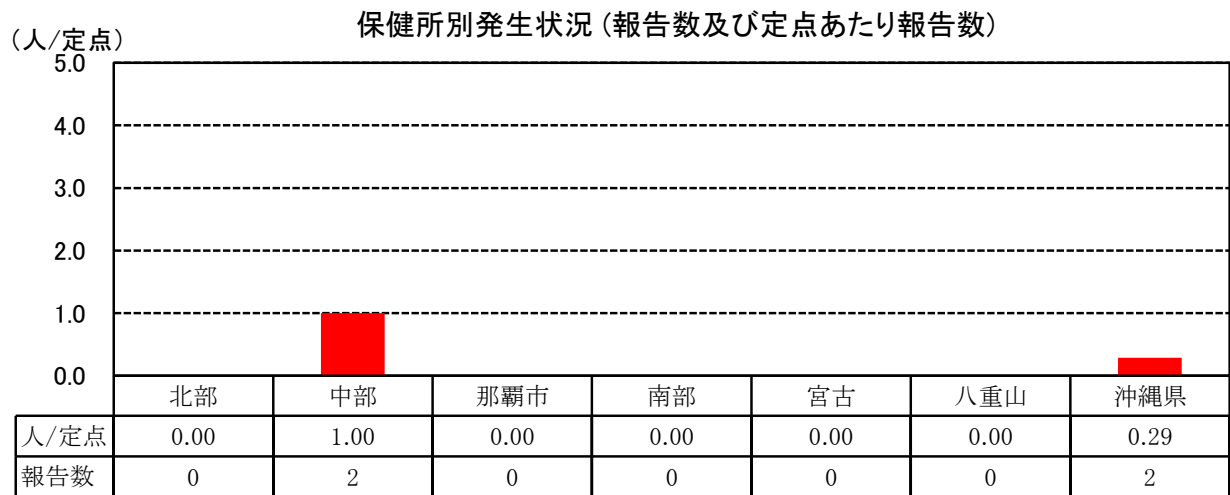 保健所別発生状況(報告数及び定点あたり報告数)
(人/定点)
5.0
4.0
3.0
2.0
1.0
0.0
北部 中部 那覇市 南部 宮古 八重山 沖縄県
人/定点 0.00 1.00 0.00 0.00 0.00 0.00 0.29
報告数 0 2 0 0 0 0 2